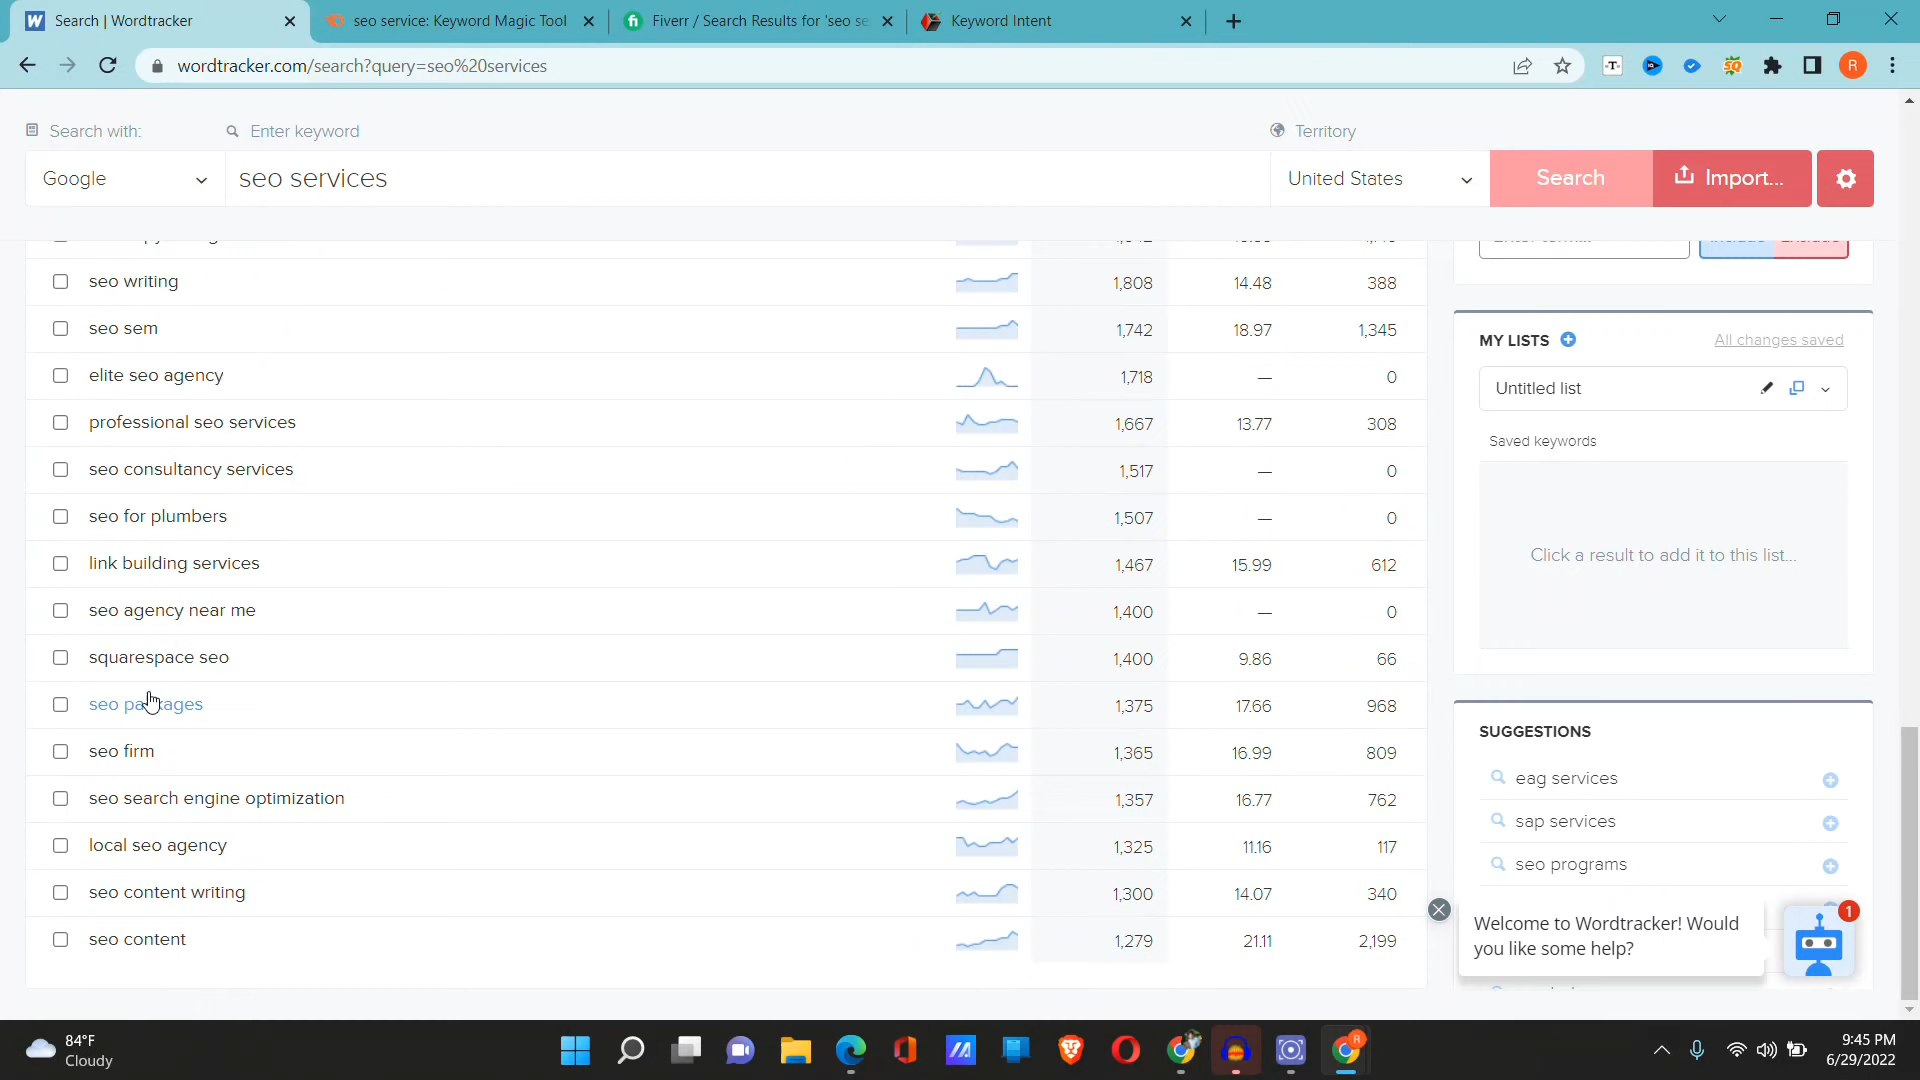 Search | Wordtracker
seo service: Keyword Magic Tool
Fiverr / Search Results for 'seo se
Keyword Intent
wordtracker.com/search?query=seo%20services
Search with:
Enter keyword
Territory
Google
seo services
United States
Search
Import...
seo writing 1,808 14.48 388
seo sem 1,742 18.97 1,345
elite seo agency 1,718 — 0
professional seo services 1,667 13.77 308
seo consultancy services 1,517 — 0
seo for plumbers 1,507 — 0
link building services 1,467 15.99 612
seo agency near me 1,400 — 0
squarespace seo 1,400 9.86 66
seo packages 1,375 17.66 968
seo firm 1,365 16.99 809
seo search engine optimization 1,357 16.77 762
local seo agency 1,325 11.16 117
seo content writing 1,300 14.07 340
seo content 1,279 21.11 2,199
MY LISTS
All changes saved
Untitled list
Saved keywords
Click a result to add it to this list...
SUGGESTIONS
eag services
sap services
seo programs
Welcome to Wordtracker! Would
you like some help?
1
84°F
Cloudy
9:45 PM
6/29/2022